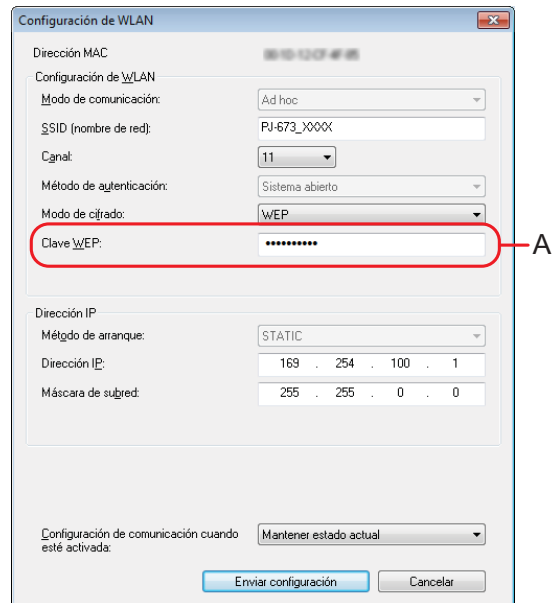 Configuración de WLAN
Dirección MAC
Configuración de WLAN
Modo de comunicación: Ad hoc
SSID (nombre de red): PJ-673_XXXX
Canal: 11
Método de autenticación: Sistema abierto
Modo de cifrado: WEP
Clave WEP: ••••••••••
A
Dirección IP
Método de arranque: STATIC
Dirección IP: 169 . 254 . 100 . 1
Máscara de subred: 255 . 255 . 0 . 0
Configuración de comunicación cuando
esté activada: Mantener estado actual
Enviar configuración Cancelar